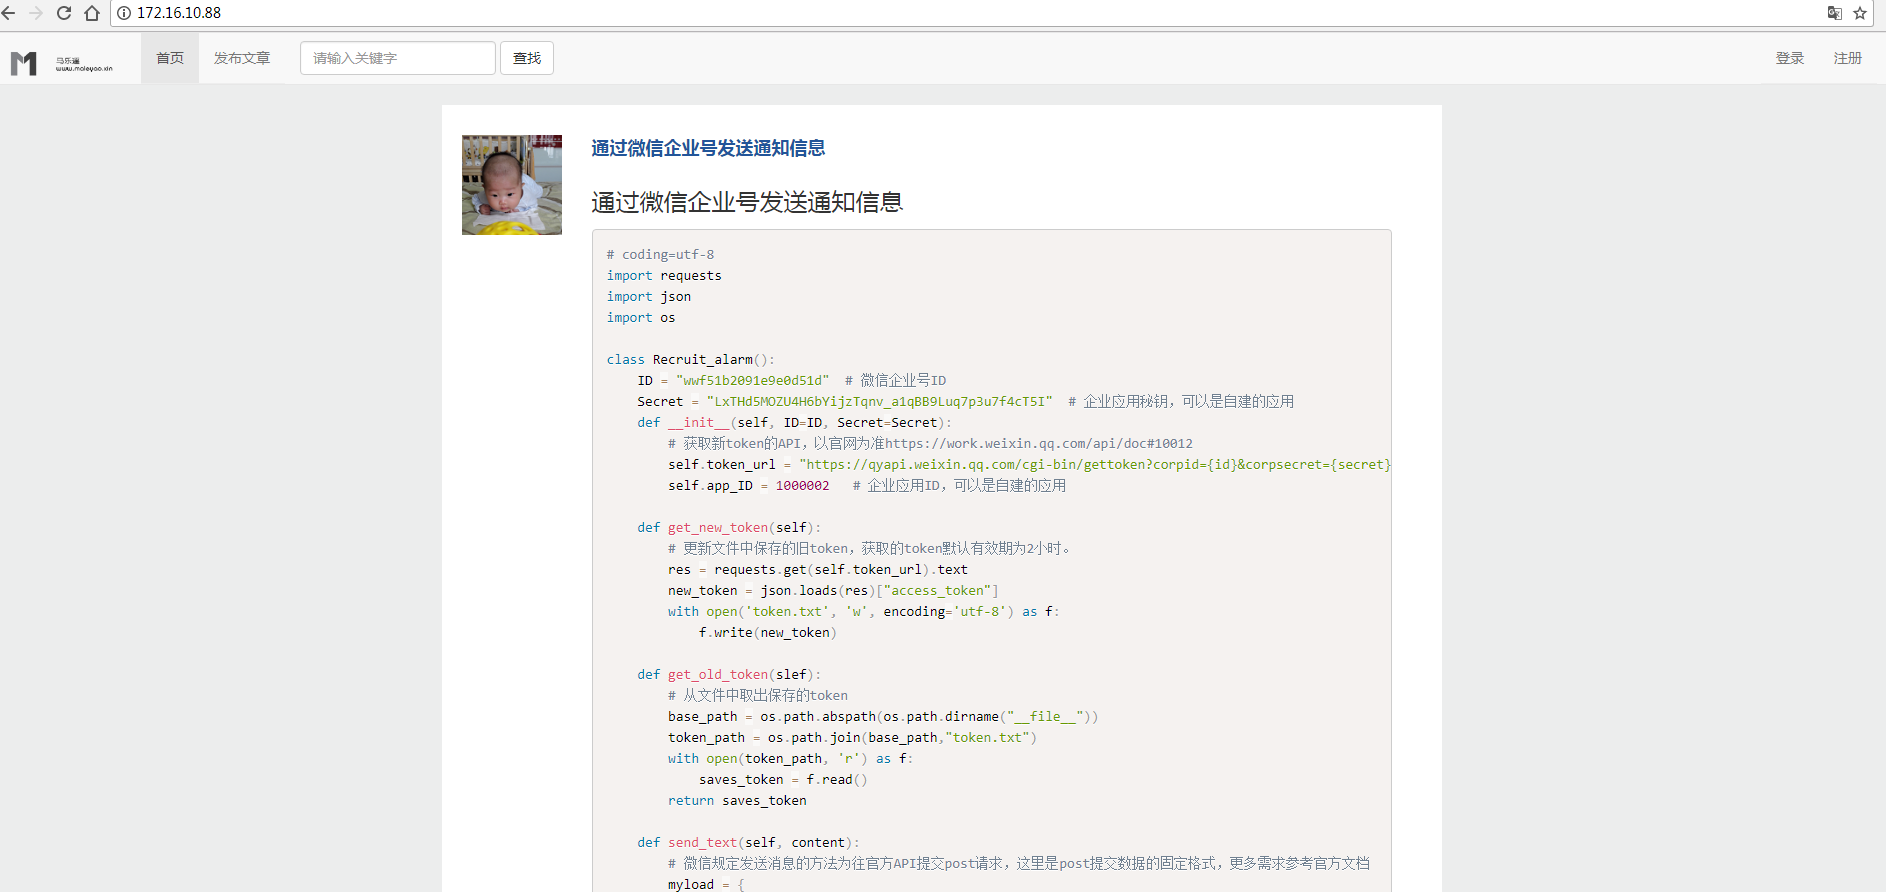 172.16.10.88
马乐遥
www.maleyao.xin
首页
发布文章
请输入关键字
查找
登录
注册
通过微信企业号发送通知信息
通过微信企业号发送通知信息
# coding=utf-8
import requests
import json
import os
class Recruit_alarm():
ID = "wwf51b2091e9e0d51d"  # 微信企业号ID
Secret = "LxTHd5MOZU4H6bYijzTqnv_a1qBB9Luq7p3u7f4cT5I"  # 企业应用秘钥，可以是自建的应用
def __init__(self, ID=ID, Secret=Secret):
# 获取新token的API，以官网为准https://work.weixin.qq.com/api/doc#10012
self.token_url = "https://qyapi.weixin.qq.com/cgi-bin/gettoken?corpid={id}&corpsecret={secret}
self.app_ID = 1000002   # 企业应用ID，可以是自建的应用
def get_new_token(self):
# 更新文件中保存的旧token，获取的token默认有效期为2小时。
res = requests.get(self.token_url).text
new_token = json.loads(res)["access_token"]
with open('token.txt', 'w', encoding='utf-8') as f:
f.write(new_token)
def get_old_token(slef):
# 从文件中取出保存的token
base_path = os.path.abspath(os.path.dirname("__file__"))
token_path = os.path.join(base_path,"token.txt")
with open(token_path, 'r') as f:
saves_token = f.read()
return saves_token
def send_text(self, content):
# 微信规定发送消息的方法为往官方API提交post请求，这里是post提交数据的固定格式，更多需求参考官方文档
myload = {